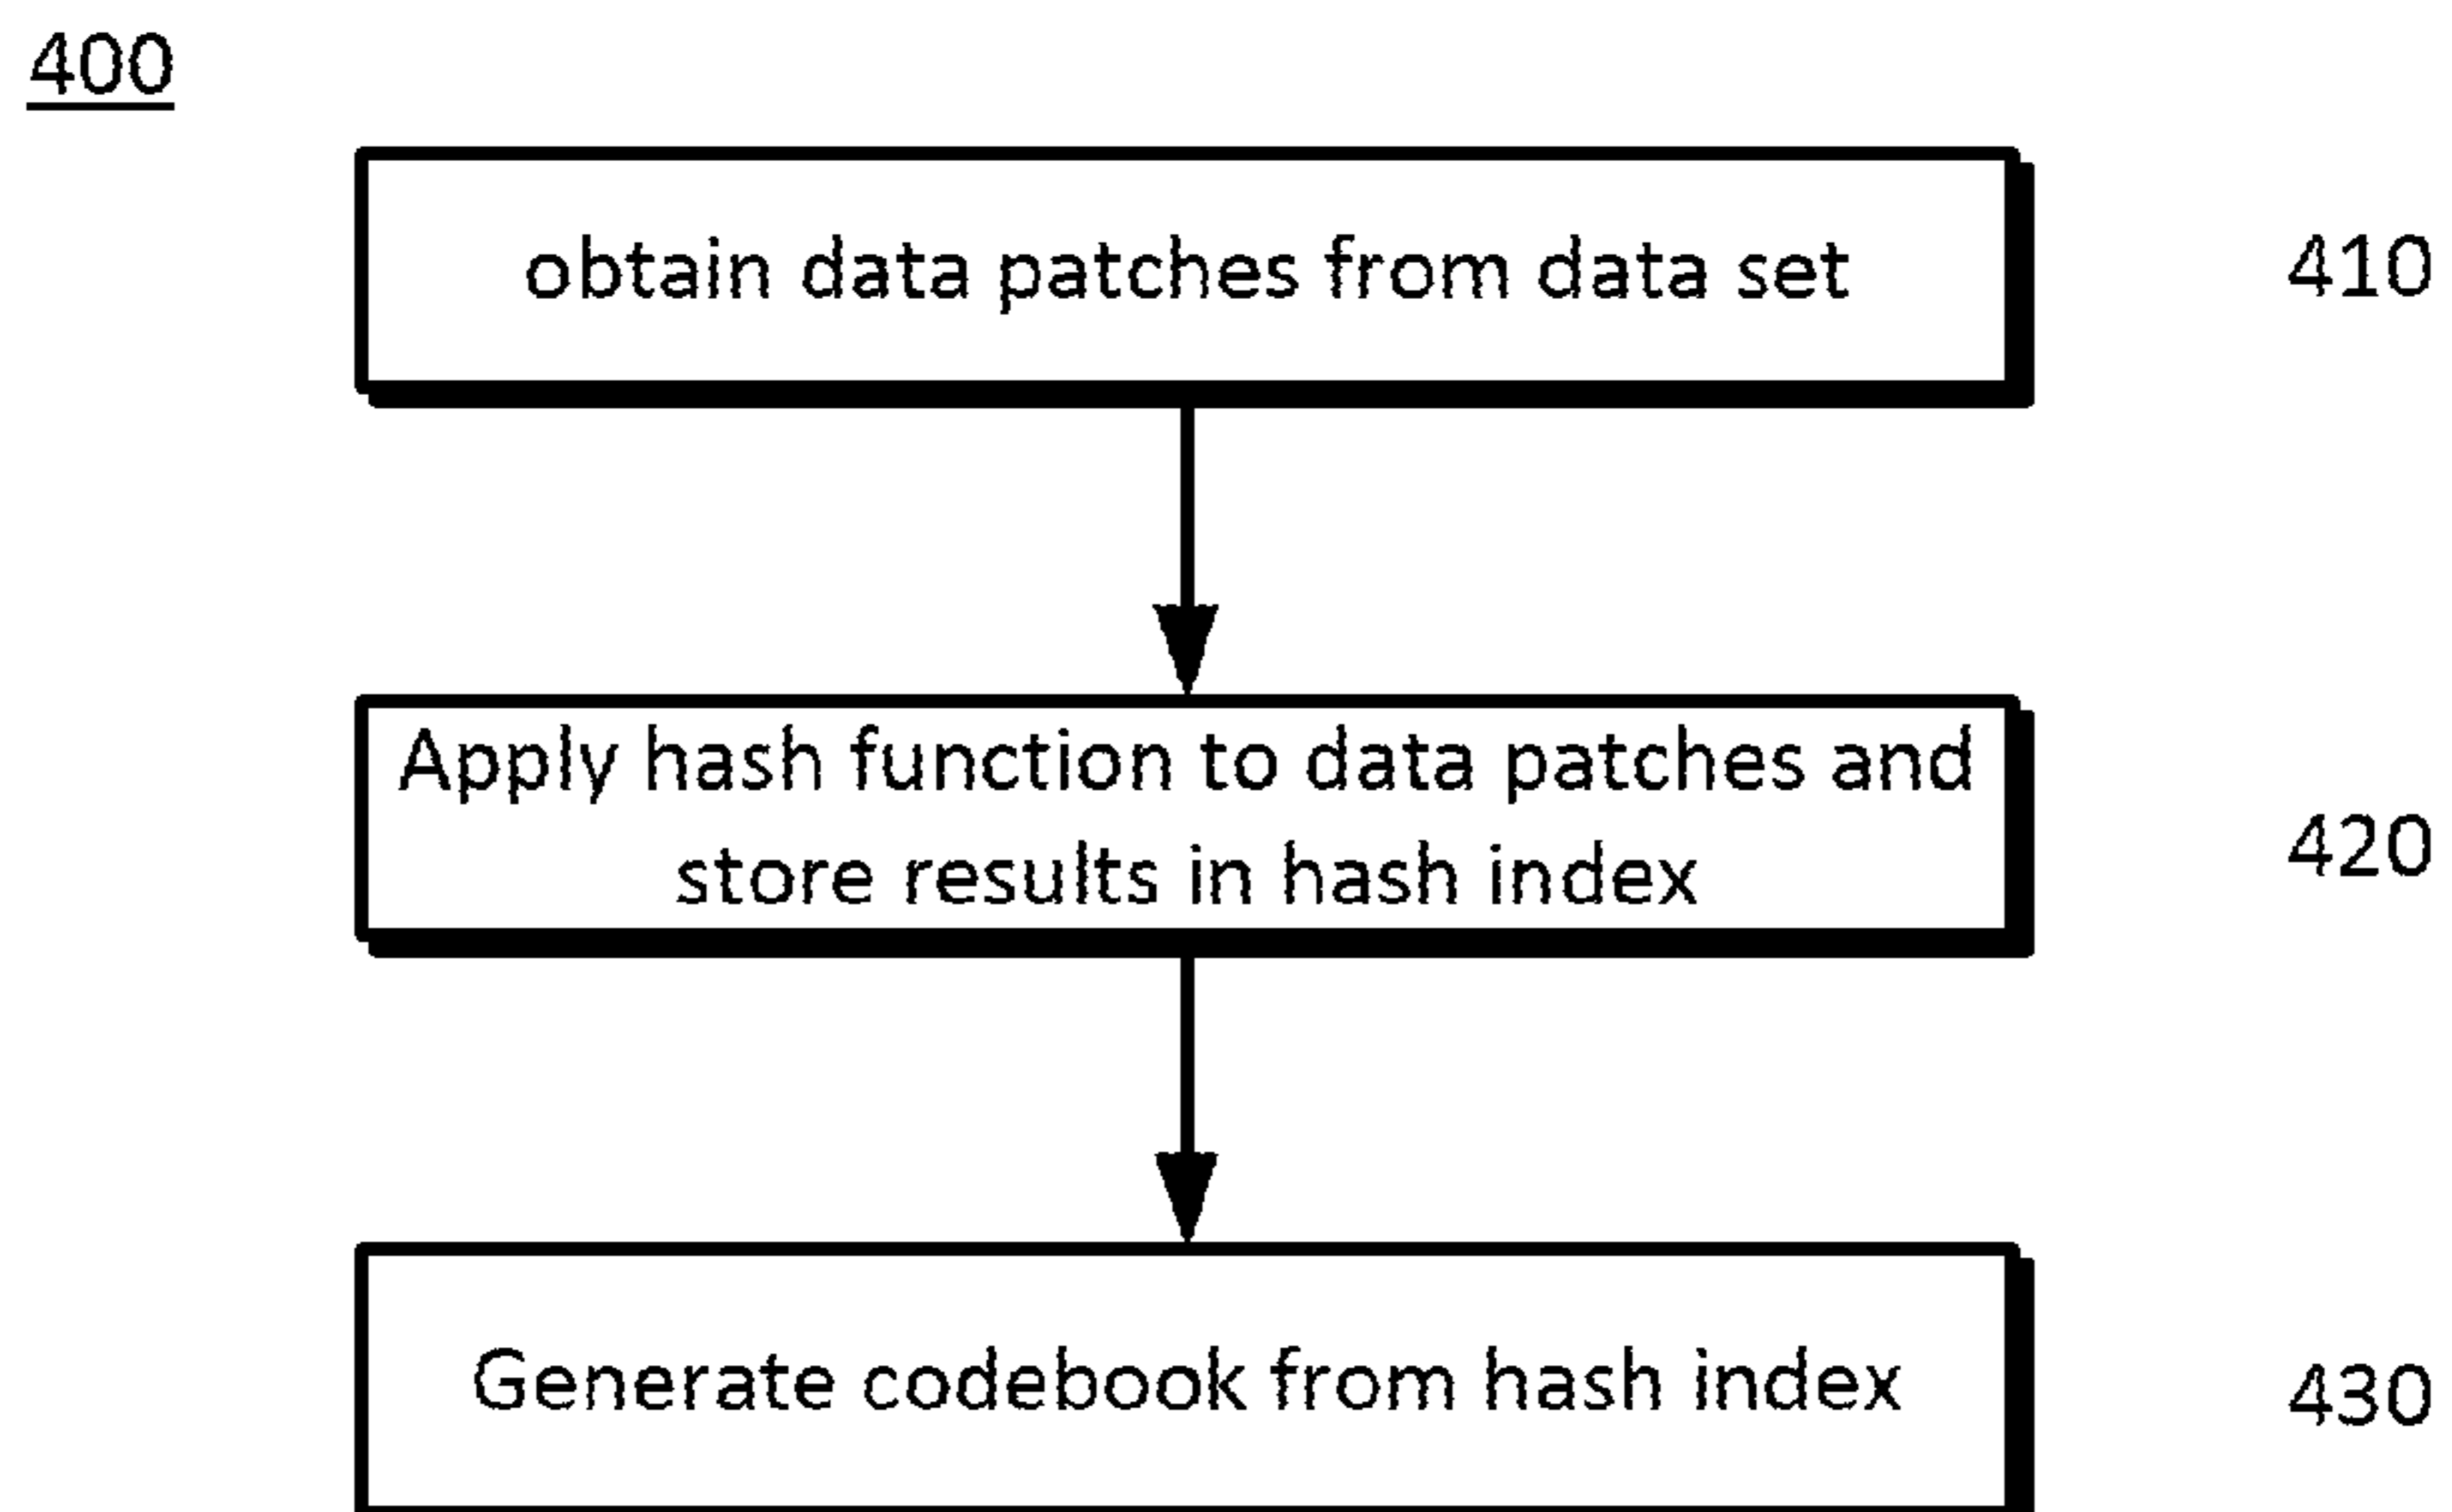 400
obtain data patches from data set
410
Apply hash function to data patches and
store results in hash index
420
Generate codebook from hash index
430